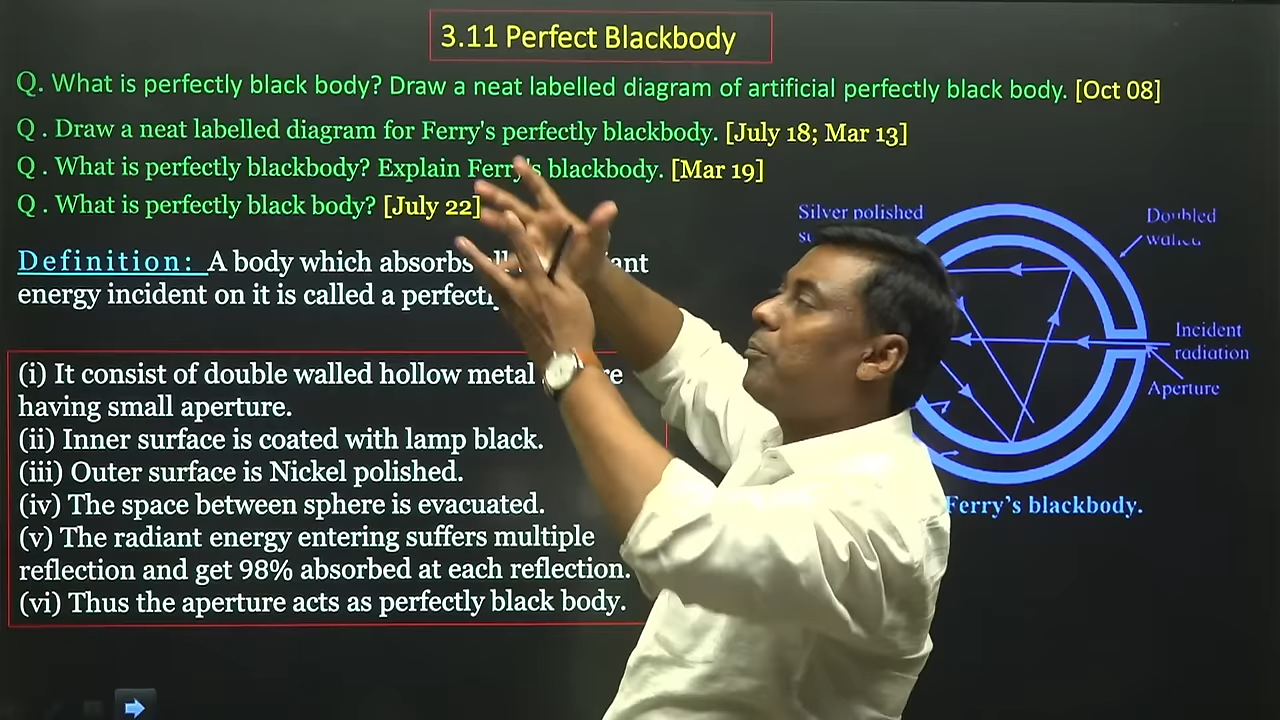 3.11 Perfect Blackbody
Q. What is perfectly black body? Draw a neat labelled diagram of artificial perfectly black body. [Oct 08]
Q . Draw a neat labelled diagram for Ferry's perfectly blackbody. [July 18; Mar 13]
Q . What is perfectly blackbody? Explain Ferry's blackbody. [Mar 19]
Q . What is perfectly black body? [July 22]
Definition: A body which absorbs
energy incident on it is called a
(i) It consist of double walled hollow metal
having small aperture.
(ii) Inner surface is coated with lamp black.
(iii) Outer surface is Nickel polished.
(iv) The space between sphere is evacuated.
(v) The radiant energy entering suffers multiple
reflection and get 98% absorbed at each reflection.
(vi) Thus the aperture acts as perfectly black body.
Silver polished
Doubled
walled
Incident
radiation
Aperture
Ferry's blackbody.